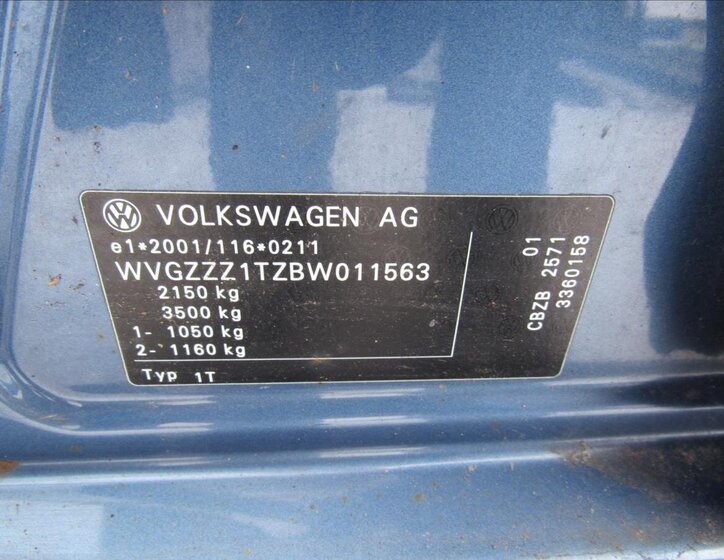 VOLKSWAGEN AG
e1*2001/116*0211
WVGZZZ1TZBW011563
2150 kg
3500 kg
1- 1050 kg
2- 1160 kg
Typ 1T
01
CBZB 2571
3360158